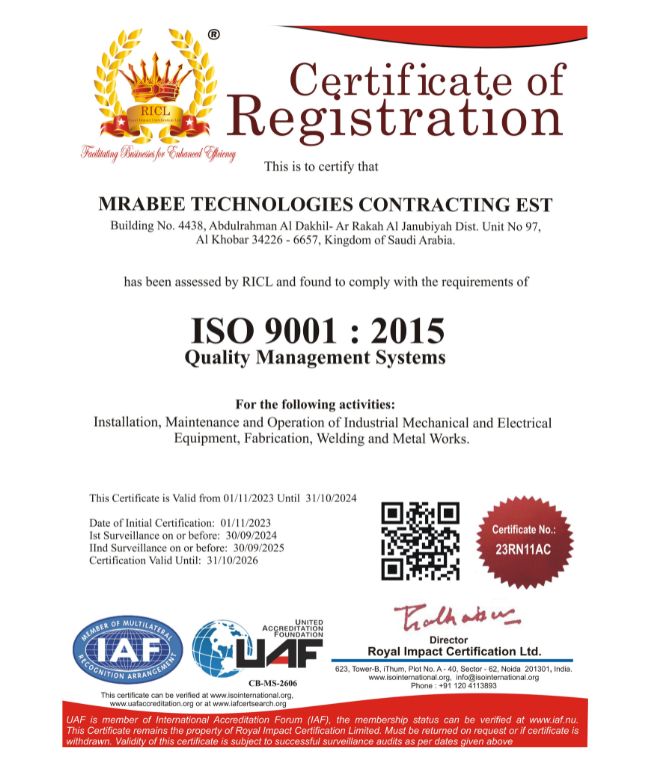 ®
RICL
Facilitating Businesses for Enhanced Efficiency
Certificate of
Registration
This is to certify that
MRABEE TECHNOLOGIES CONTRACTING EST
Building No. 4438, Abdulrahman Al Dakhil- Ar Rakah Al Janubiyah Dist. Unit No 97,
Al Khobar 34226 - 6657, Kingdom of Saudi Arabia.
has been assessed by RICL and found to comply with the requirements of
ISO 9001 : 2015
Quality Management Systems
For the following activities:
Installation, Maintenance and Operation of Industrial Mechanical and Electrical
Equipment, Fabrication, Welding and Metal Works.
This Certificate is Valid from 01/11/2023 Until 31/10/2024
Date of Initial Certification: 01/11/2023
Ist Surveillance on or before: 30/09/2024
IInd Surveillance on or before: 30/09/2025
Certification Valid Until: 31/10/2026
Certificate No.:
23RN11AC
MEMBER OF MULTILATERAL
IAF
RECOGNITION ARRANGEMENT
UNITED
ACCREDITATION
FOUNDATION
UAF
CB-MS-2606
This certificate can be verified at www.isointernational.org,
www.uafaccreditation.org or at www.iafcertsearch.org
Director
Royal Impact Certification Ltd.
623, Tower-B, iThum, Plot No. A - 40, Sector - 62, Noida 201301, India.
www.isointernational.org, info@isointernational.org
Phone : +91 120 4113893
UAF is member of International Accreditation Forum (IAF), the membership status can be verified at www.iaf.nu.
This Certificate remains the property of Royal Impact Certification Limited. Must be returned on request or if certificate is
withdrawn. Validity of this certificate is subject to successful surveillance audits as per dates given above